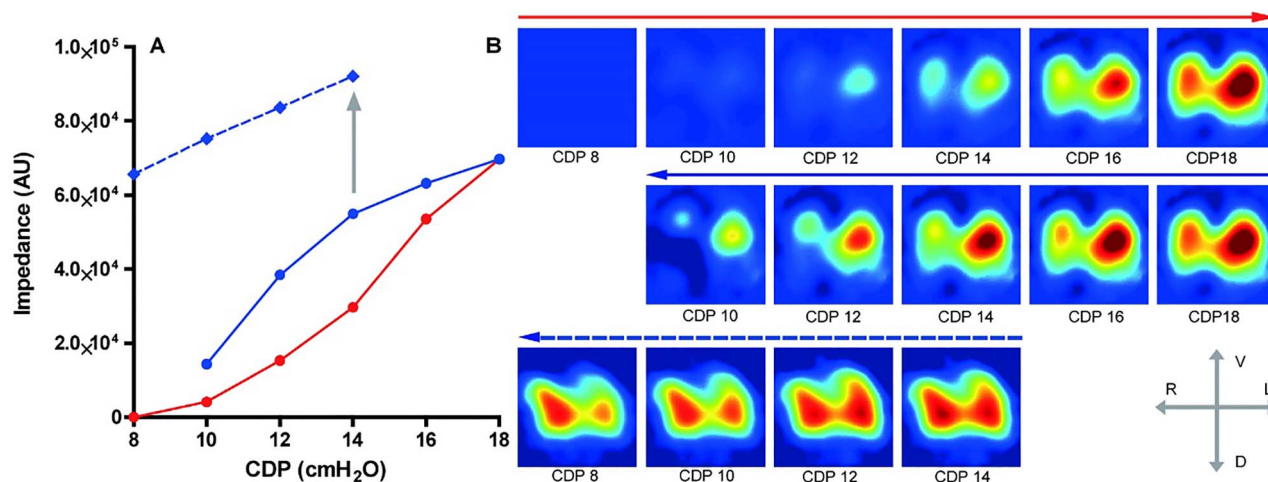 A
B
Impedance (AU)
1.0×10⁵
8.0×10⁴
6.0×10⁴
4.0×10⁴
2.0×10⁴
0
8 10 12 14 16 18
CDP (cmH₂O)
CDP 8 CDP 10 CDP 12 CDP 14 CDP 16 CDP18
CDP 10 CDP 12 CDP 14 CDP 16 CDP18
CDP 8 CDP 10 CDP 12 CDP 14
V
R L
D